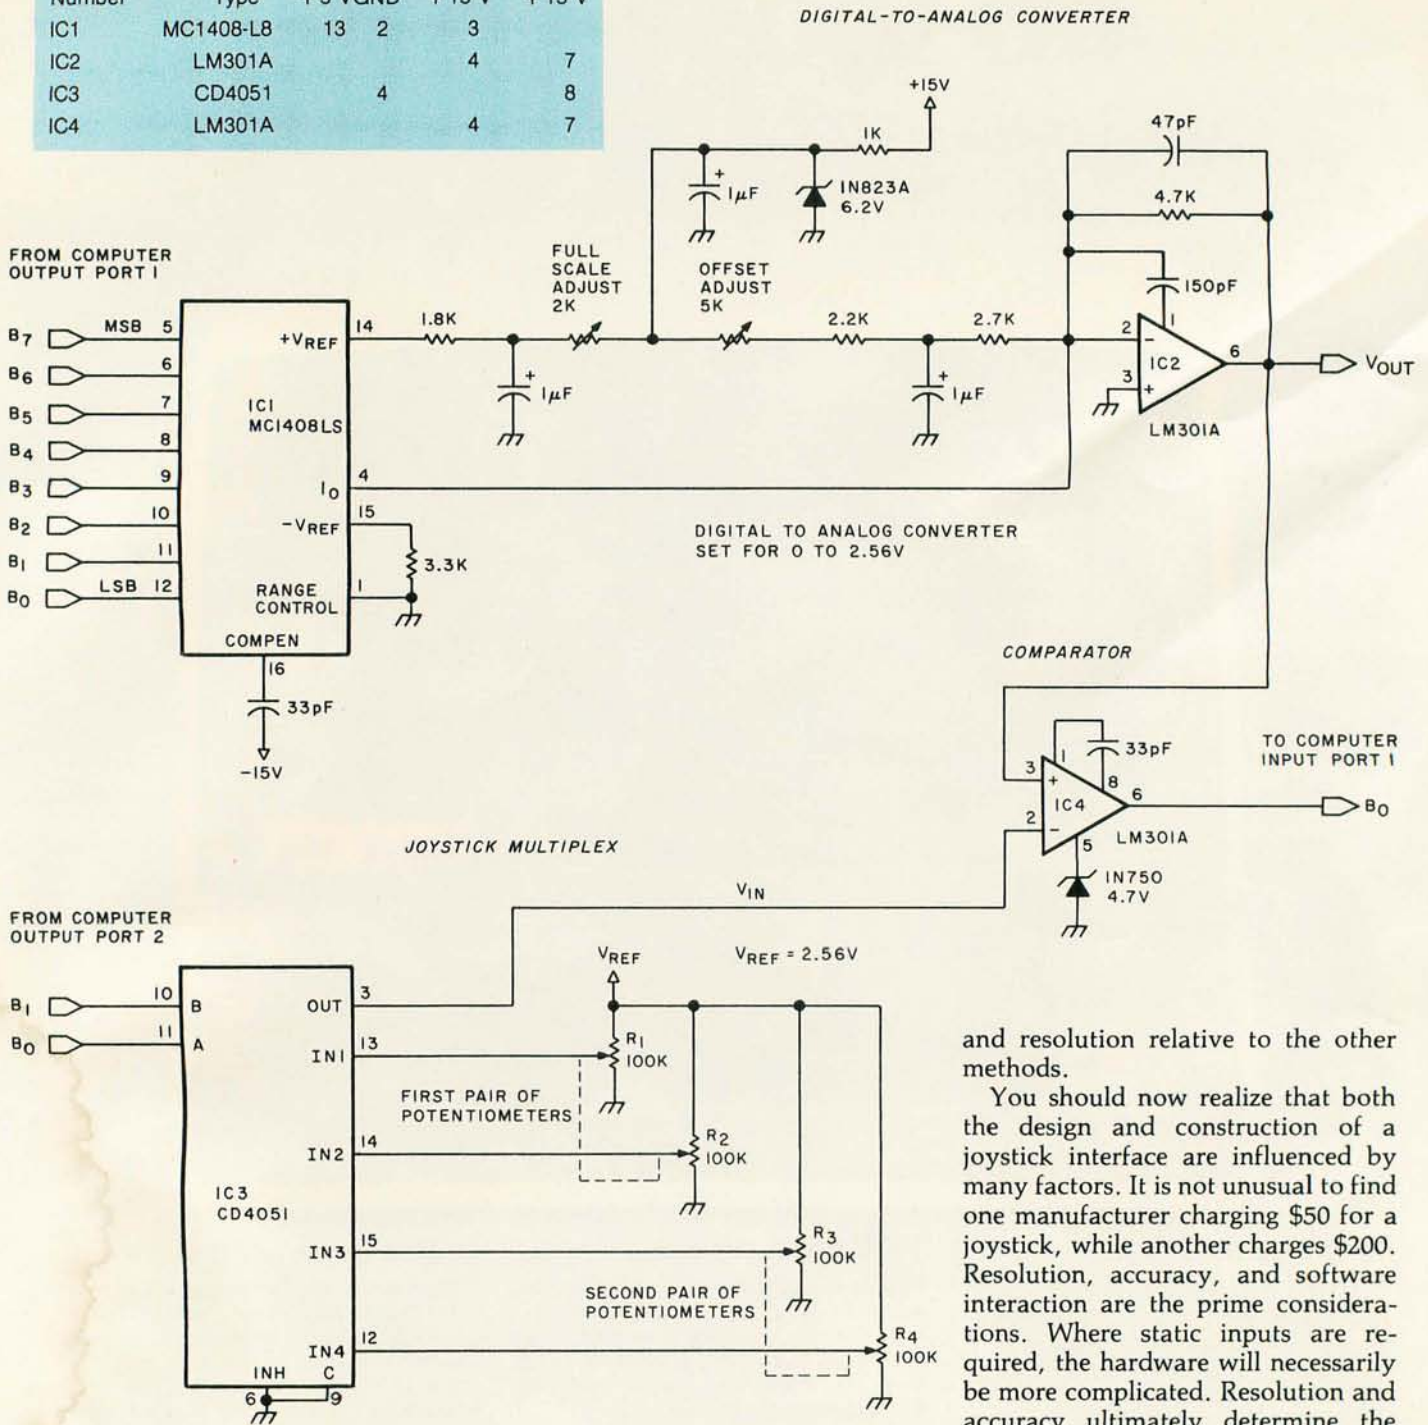 Number Type
IC1 MC1408-L8 13 2 3
IC2 LM301A 4 7
IC3 CD4051 4 8
IC4 LM301A 4 7
DIGITAL-TO-ANALOG CONVERTER
+15V
1K
47pF
4.7K
+
1µF
IN823A
6.2V
150pF
FROM COMPUTER
OUTPUT PORT 1
FULL
SCALE
ADJUST
2K
OFFSET
ADJUST
5K
1.8K
2.2K
2.7K
+
1µF
+
1µF
B7 MSB 5
B6 6
B5 7
B4 8
B3 9
B2 10
B1 11
B0 LSB 12
+VREF 14
IC1
MC1408LS
IO 4
-VREF 15
3.3K
RANGE
CONTROL
1
COMPEN
16
33pF
-15V
2 -
1
IC2
3 +
6
VOUT
LM301A
DIGITAL TO ANALOG CONVERTER
SET FOR 0 TO 2.56V
COMPARATOR
1
33pF
3 +
8
IC4
6
2 -
5
LM301A
IN750
4.7V
TO COMPUTER
INPUT PORT 1
B0
JOYSTICK MULTIPLEX
VIN
FROM COMPUTER
OUTPUT PORT 2
VREF
VREF = 2.56V
B1 10 B
B0 11 A
OUT 3
IN1 13
R1
100K
FIRST PAIR OF
POTENTIOMETERS
IN2 14
R2
100K
IC3
CD4051
IN3 15
R3
100K
SECOND PAIR OF
POTENTIOMETERS
IN4 12
R4
100K
INH C
6 9
and resolution relative to the other
methods.
You should now realize that both
the design and construction of a
joystick interface are influenced by
many factors. It is not unusual to find
one manufacturer charging $50 for a
joystick, while another charges $200.
Resolution, accuracy, and software
interaction are the prime considera-
tions. Where static inputs are re-
quired, the hardware will necessarily
be more complicated. Resolution and
accuracy ultimately determine the